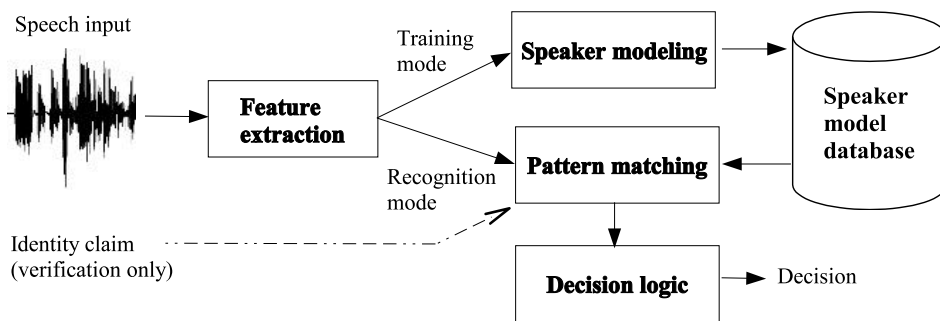 Speech input
Training
mode
Speaker modeling
Feature
extraction
Speaker
model
database
Pattern matching
Recognition
mode
Identity claim
(verification only)
Decision logic
Decision